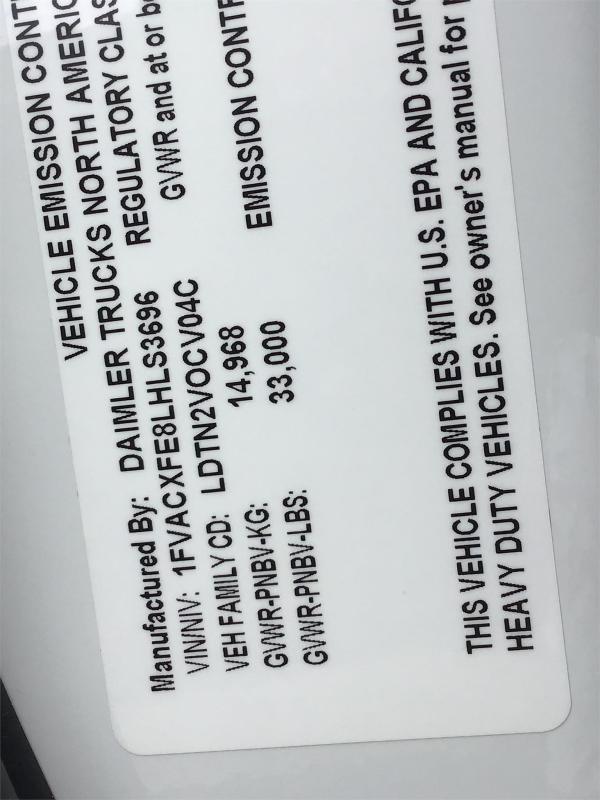 VEHICLE EMISSION CONT
Manufactured By: DAIMLER TRUCKS NORTH AMERIC
VIN/NIV: 1FVACXFE8LHLS3696 REGULATORY CLAS
VEH FAMILY CD: LDTN2VOCV04C GVWR and at or b
GVWR-PNBV-KG: 14,968
GVWR-PNBV-LBS: 33,000 EMISSION CONT
THIS VEHICLE COMPLIES WITH U.S. EPA AND CALIF
HEAVY DUTY VEHICLES. See owner's manual for